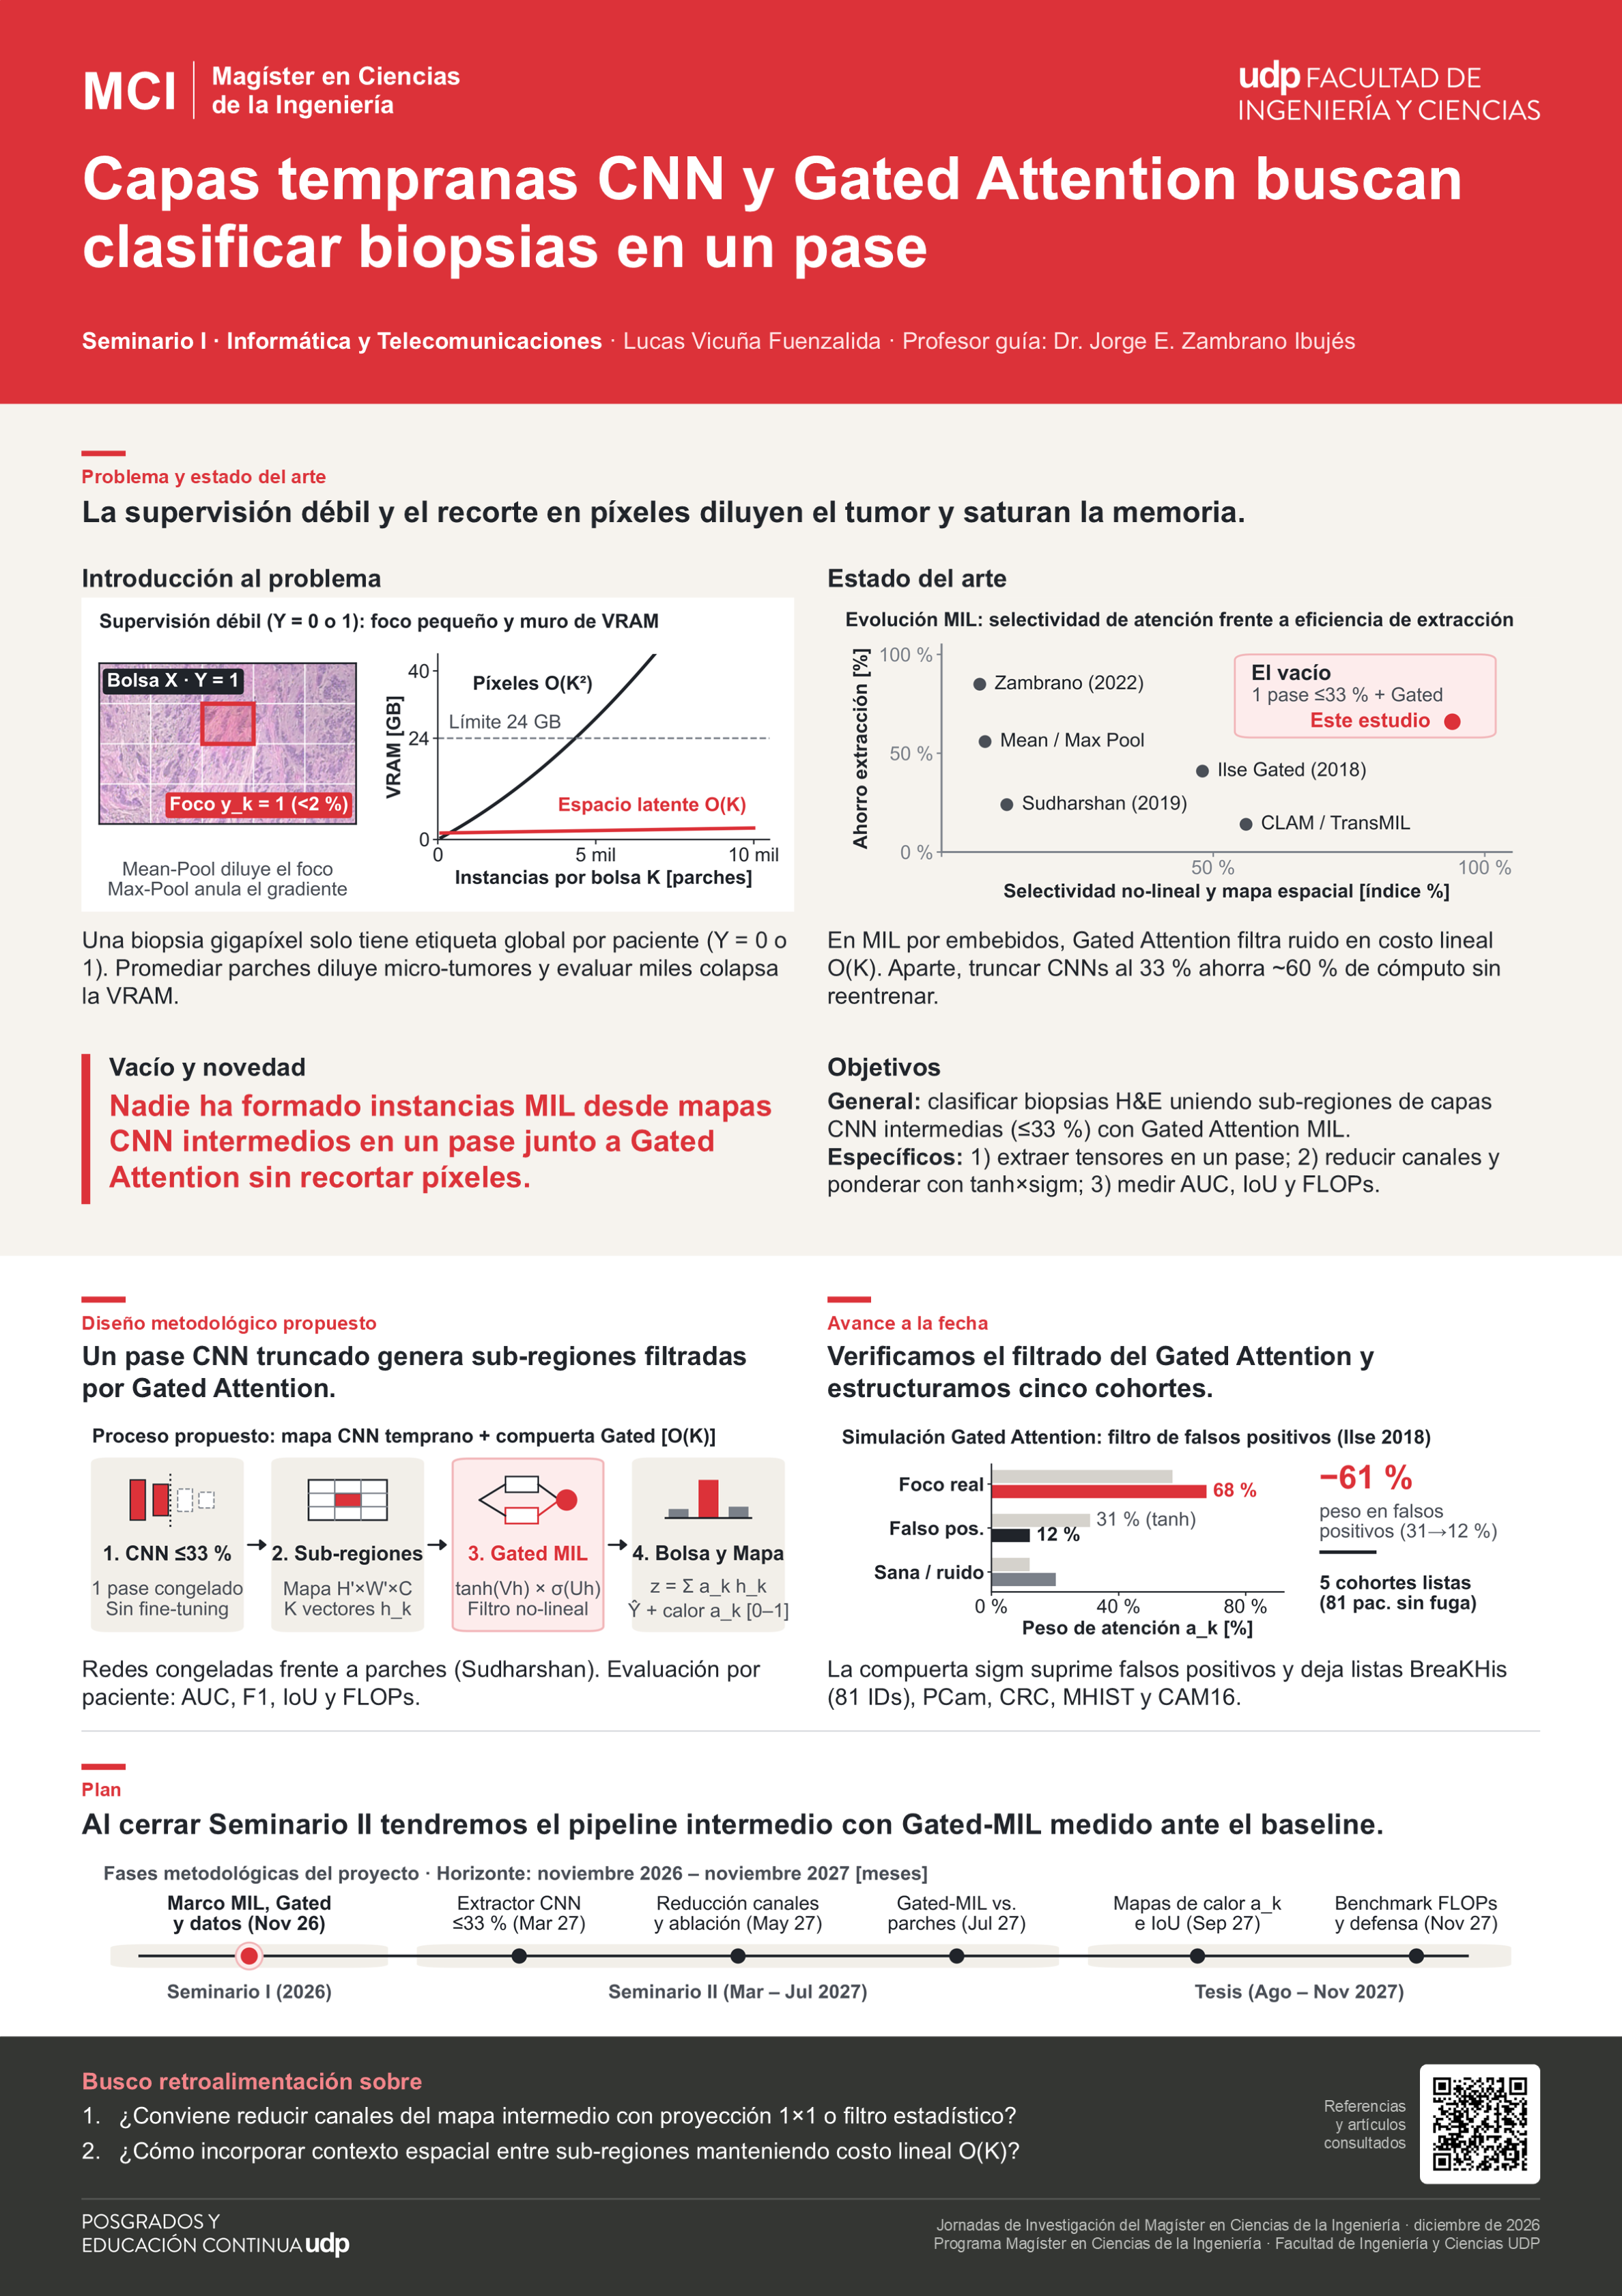 MCI
Magíster en Ciencias
de la Ingeniería
udp FACULTAD DE
INGENIERÍA Y CIENCIAS
Capas tempranas CNN y Gated Attention buscan
clasificar biopsias en un pase
Seminario I · Informática y Telecomunicaciones · Lucas Vicuña Fuenzalida · Profesor guía: Dr. Jorge E. Zambrano Ibujés
Problema y estado del arte
La supervisión débil y el recorte en píxeles diluyen el tumor y saturan la memoria.
Introducción al problema
Supervisión débil (Y = 0 o 1): foco pequeño y muro de VRAM
Bolsa X · Y = 1
Foco y_k = 1 (<2 %)
Mean-Pool diluye el foco
Max-Pool anula el gradiente
VRAM [GB]
40
24
0
Píxeles O(K²)
Límite 24 GB
Espacio latente O(K)
0
5 mil
10 mil
Instancias por bolsa K [parches]
Una biopsia gigapíxel solo tiene etiqueta global por paciente (Y = 0 o
1). Promediar parches diluye micro-tumores y evaluar miles colapsa
la VRAM.
Estado del arte
Evolución MIL: selectividad de atención frente a eficiencia de extracción
Ahorro extracción [%]
100 %
50 %
0 %
Zambrano (2022)
Mean / Max Pool
Sudharshan (2019)
Ilse Gated (2018)
CLAM / TransMIL
El vacío
1 pase ≤33 % + Gated
Este estudio
50 %
100 %
Selectividad no-lineal y mapa espacial [índice %]
En MIL por embebidos, Gated Attention filtra ruido en costo lineal
O(K). Aparte, truncar CNNs al 33 % ahorra ~60 % de cómputo sin
reentrenar.
Vacío y novedad
Nadie ha formado instancias MIL desde mapas
CNN intermedios en un pase junto a Gated
Attention sin recortar píxeles.
Objetivos
General: clasificar biopsias H&E uniendo sub-regiones de capas
CNN intermedias (≤33 %) con Gated Attention MIL.
Específicos: 1) extraer tensores en un pase; 2) reducir canales y
ponderar con tanh×sigm; 3) medir AUC, IoU y FLOPs.
Diseño metodológico propuesto
Un pase CNN truncado genera sub-regiones filtradas
por Gated Attention.
Proceso propuesto: mapa CNN temprano + compuerta Gated [O(K)]
1. CNN ≤33 %
1 pase congelado
Sin fine-tuning
2. Sub-regiones
Mapa H'×W'×C
K vectores h_k
3. Gated MIL
tanh(Vh) × σ(Uh)
Filtro no-lineal
4. Bolsa y Mapa
z = Σ a_k h_k
Ŷ + calor a_k [0–1]
Redes congeladas frente a parches (Sudharshan). Evaluación por
paciente: AUC, F1, IoU y FLOPs.
Avance a la fecha
Verificamos el filtrado del Gated Attention y
estructuramos cinco cohortes.
Simulación Gated Attention: filtro de falsos positivos (Ilse 2018)
Foco real
68 %
Falso pos.
31 % (tanh)
12 %
Sana / ruido
0 %
40 %
80 %
Peso de atención a_k [%]
−61 %
peso en falsos
positivos (31→12 %)
5 cohortes listas
(81 pac. sin fuga)
La compuerta sigm suprime falsos positivos y deja listas BreaKHis
(81 IDs), PCam, CRC, MHIST y CAM16.
Plan
Al cerrar Seminario II tendremos el pipeline intermedio con Gated-MIL medido ante el baseline.
Fases metodológicas del proyecto · Horizonte: noviembre 2026 – noviembre 2027 [meses]
Marco MIL, Gated
y datos (Nov 26)
Extractor CNN
≤33 % (Mar 27)
Reducción canales
y ablación (May 27)
Gated-MIL vs.
parches (Jul 27)
Mapas de calor a_k
e IoU (Sep 27)
Benchmark FLOPs
y defensa (Nov 27)
Seminario I (2026)
Seminario II (Mar – Jul 2027)
Tesis (Ago – Nov 2027)
Busco retroalimentación sobre
1. ¿Conviene reducir canales del mapa intermedio con proyección 1×1 o filtro estadístico?
2. ¿Cómo incorporar contexto espacial entre sub-regiones manteniendo costo lineal O(K)?
Referencias
y artículos
consultados
POSGRADOS Y
EDUCACIÓN CONTINUA udp
Jornadas de Investigación del Magíster en Ciencias de la Ingeniería · diciembre de 2026
Programa Magíster en Ciencias de la Ingeniería · Facultad de Ingeniería y Ciencias UDP